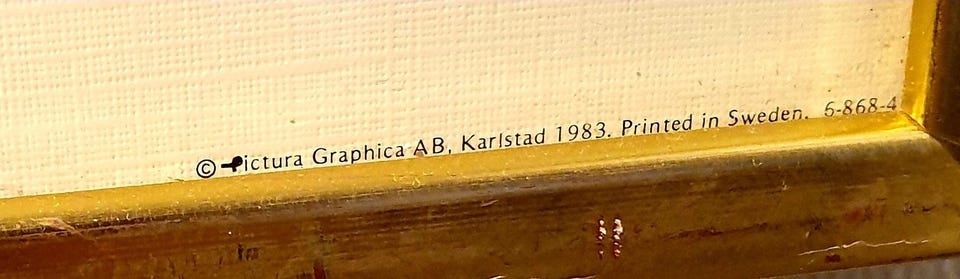 © Pictura Graphica AB, Karlstad 1983. Printed in Sweden. 6-868-4